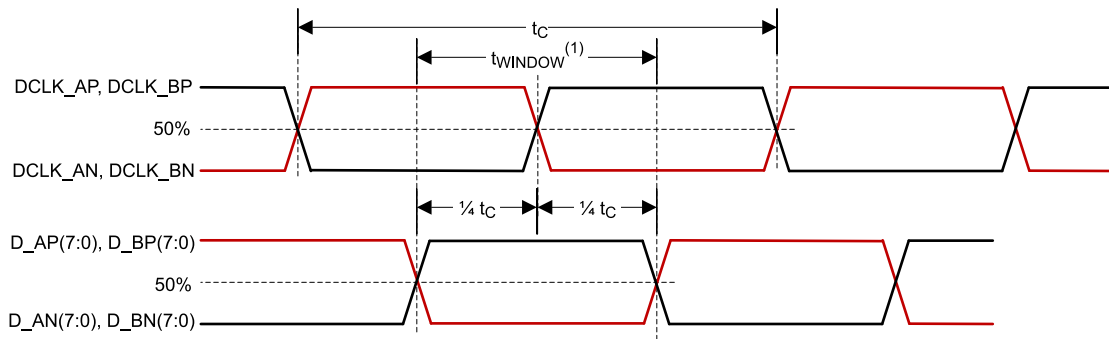 tC
tWINDOW(1)
DCLK_AP, DCLK_BP
50%
DCLK_AN, DCLK_BN
¼ tC
¼ tC
D_AP(7:0), D_BP(7:0)
50%
D_AN(7:0), D_BN(7:0)